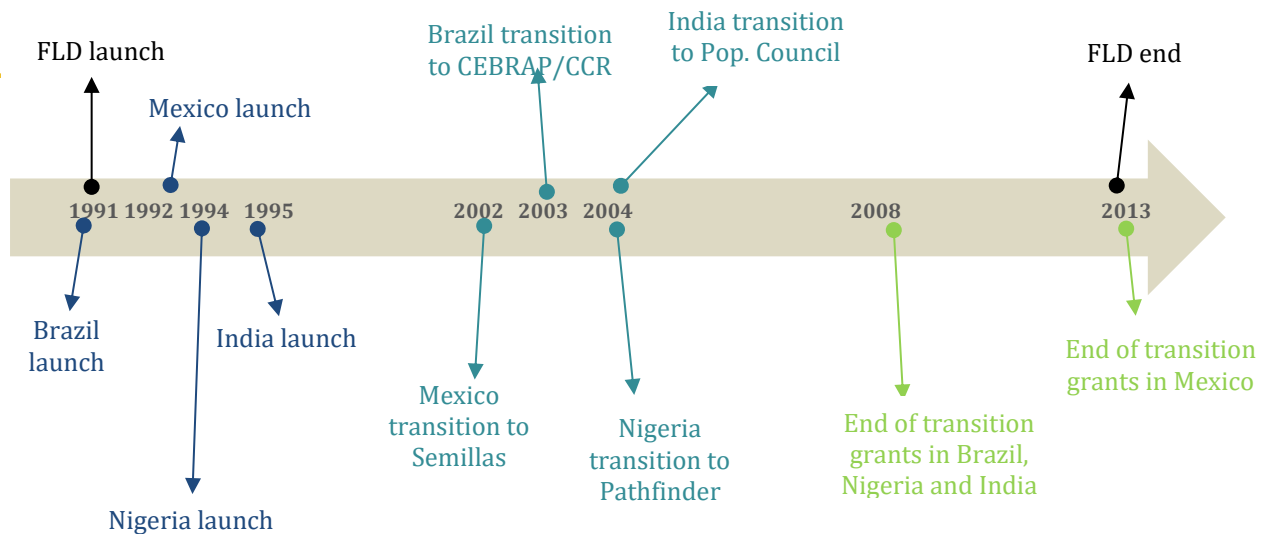 FLD launch
Mexico launch
Brazil transition
to CEBRAP/CCR
India transition
to Pop. Council
FLD end
1991 1992 1994 1995 2002 2003 2004 2008 2013
Brazil
launch
Nigeria launch
India launch
Mexico
transition to
Semillas
Nigeria
transition to
Pathfinder
End of transition
grants in Brazil,
Nigeria and India
End of transition
grants in Mexico